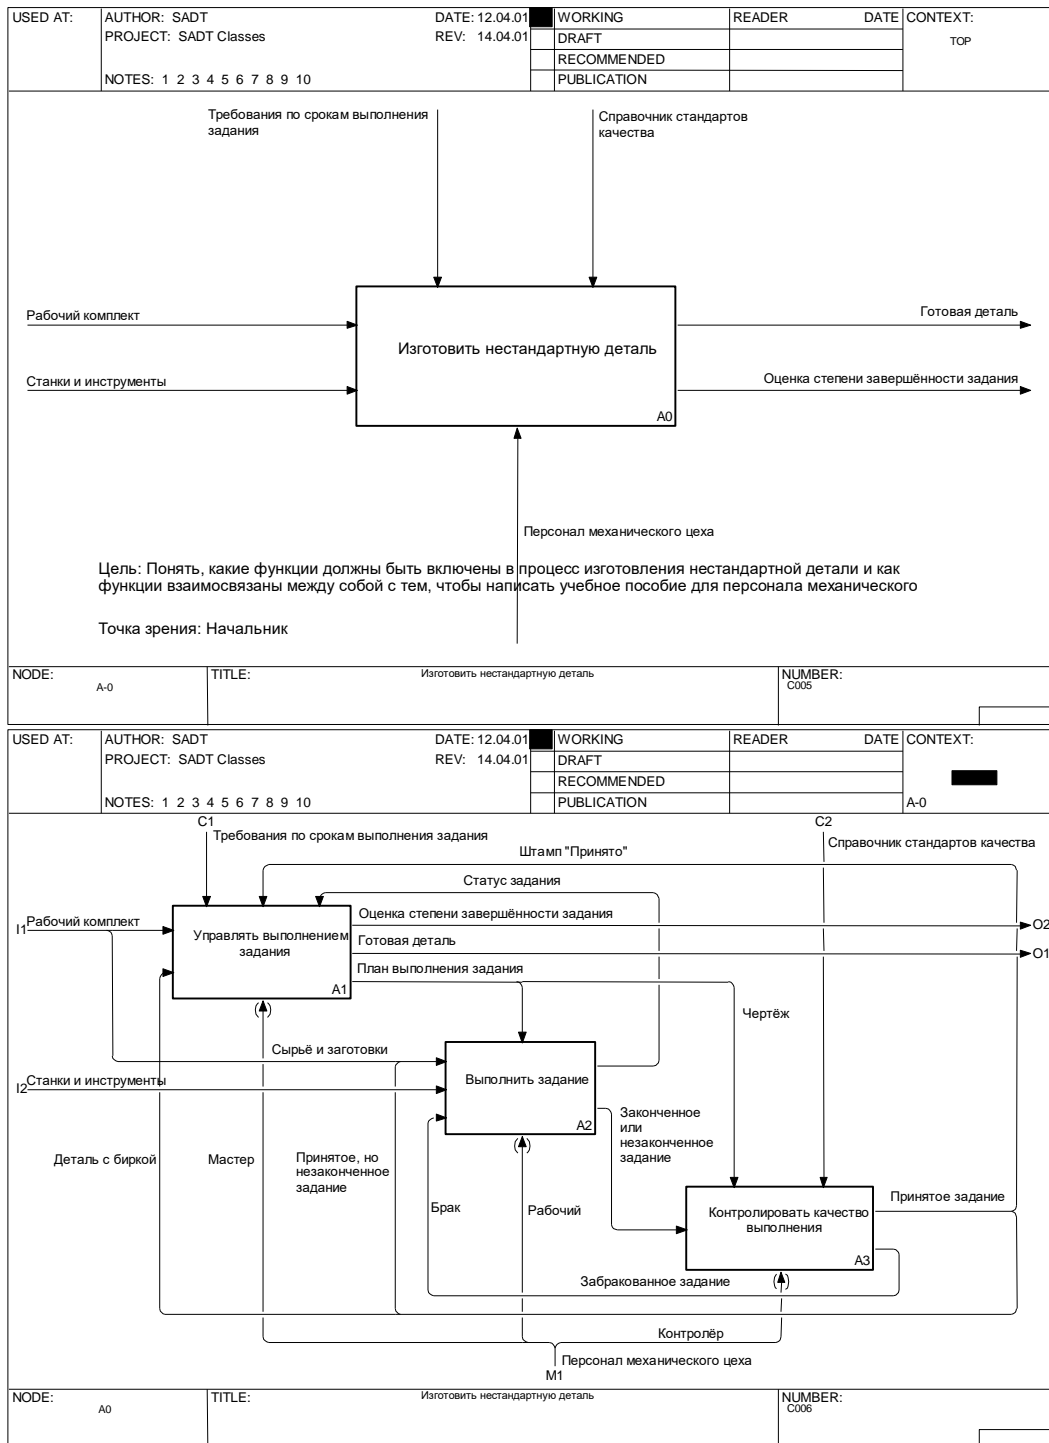 USED AT:
AUTHOR: SADT
DATE: 12.04.01
WORKING
READER
DATE
CONTEXT:
PROJECT: SADT Classes
REV: 14.04.01
DRAFT
TOP
RECOMMENDED
NOTES: 1 2 3 4 5 6 7 8 9 10
PUBLICATION
Требования по срокам выполнения
задания
Справочник стандартов
качества
Рабочий комплект
Готовая деталь
Изготовить нестандартную деталь
Станки и инструменты
Оценка степени завершённости задания
A0
Персонал механического цеха
Цель: Понять, какие функции должны быть включены в процесс изготовления нестандартной детали и как
функции взаимосвязаны между собой с тем, чтобы написать учебное пособие для персонала механического
Точка зрения: Начальник
NODE:
A-0
TITLE:
Изготовить нестандартную деталь
NUMBER:
C005
USED AT:
AUTHOR: SADT
DATE: 12.04.01
WORKING
READER
DATE
CONTEXT:
PROJECT: SADT Classes
REV: 14.04.01
DRAFT
RECOMMENDED
NOTES: 1 2 3 4 5 6 7 8 9 10
PUBLICATION
A-0
C1
Требования по срокам выполнения задания
C2
Справочник стандартов качества
Штамп "Принято"
Статус задания
I1
Рабочий комплект
Управлять выполнением
задания
A1
Оценка степени завершённости задания
O2
Готовая деталь
O1
План выполнения задания
Чертёж
Сырьё и заготовки
I2
Станки и инструменты
Выполнить задание
A2
Законченное
или
незаконченное
задание
Деталь с биркой
Мастер
Принятое, но
незаконченное
задание
Брак
Рабочий
Контролировать качество
выполнения
A3
Принятое задание
Забракованное задание
Контролёр
Персонал механического цеха
M1
NODE:
A0
TITLE:
Изготовить нестандартную деталь
NUMBER:
C006